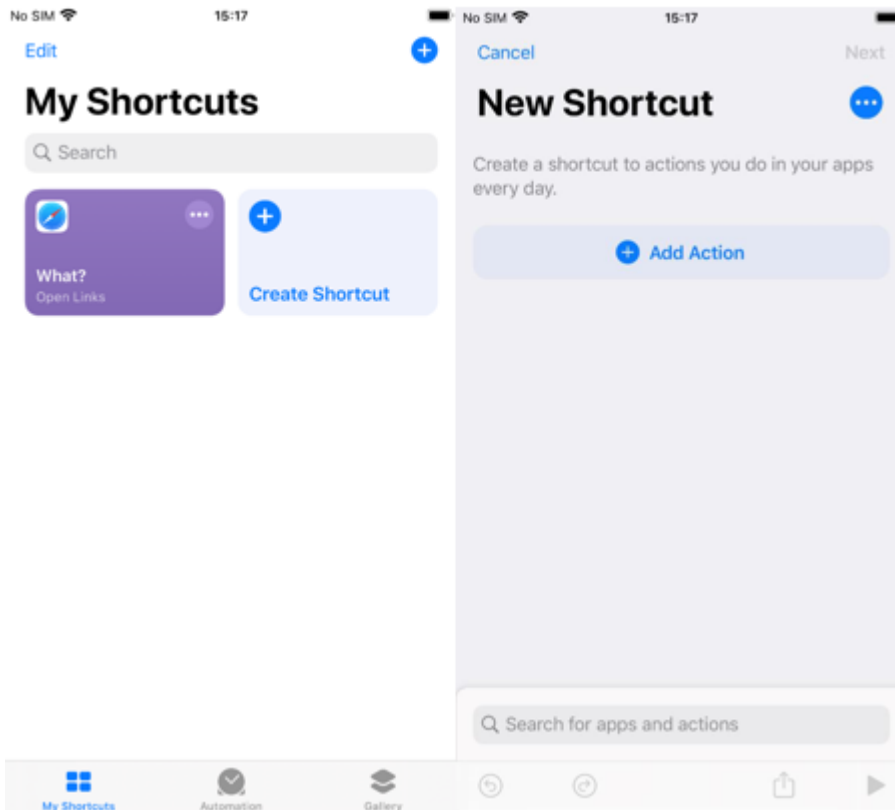 No SIM 15:17
Edit
My Shortcuts
Search
What?
Open Links
Create Shortcut
My Shortcuts Automation Gallery
No SIM 15:17
Cancel Next
New Shortcut
Create a shortcut to actions you do in your apps
every day.
Add Action
Search for apps and actions